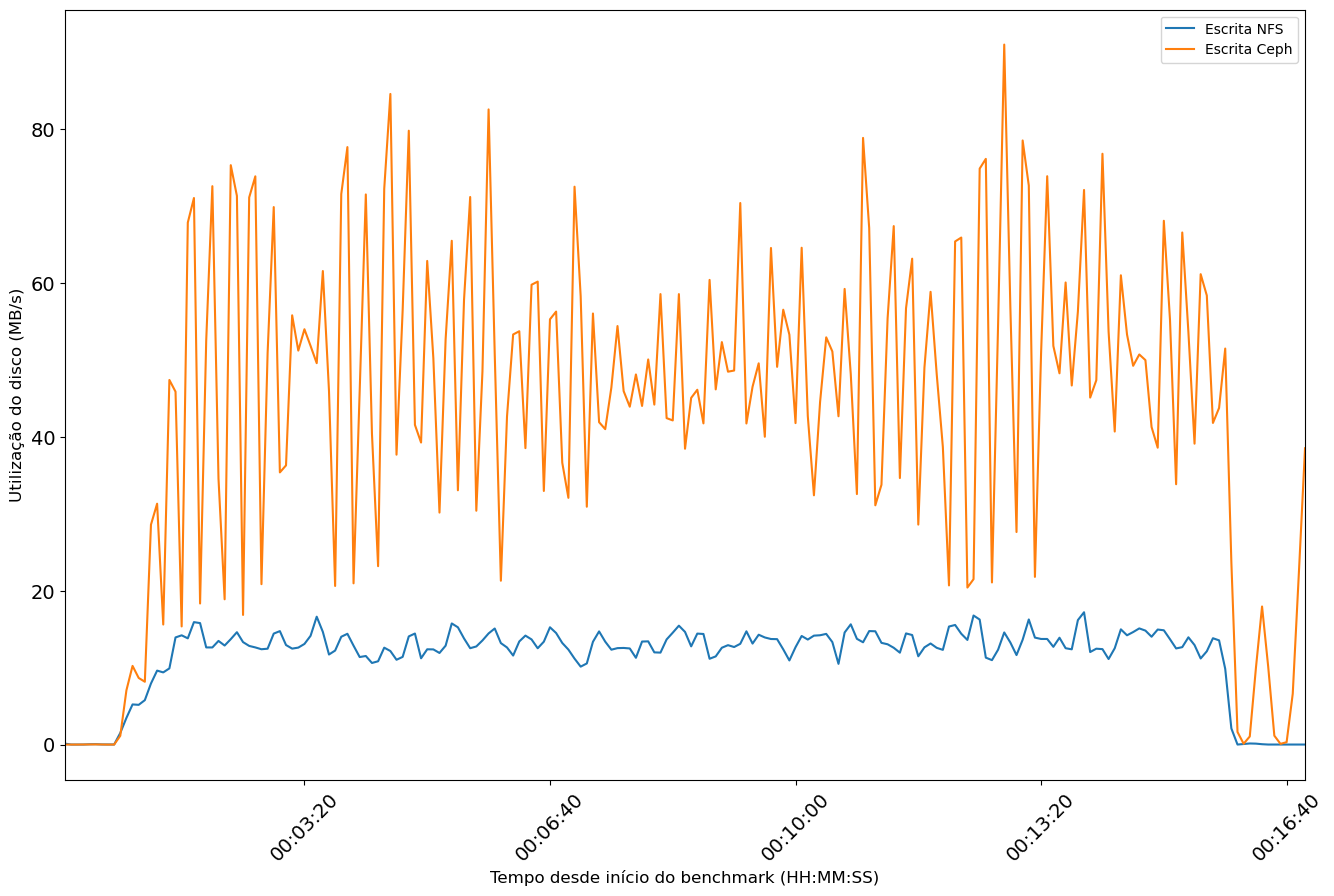 Escrita NFS
Escrita Ceph
Utilização do disco (MB/s)
80
60
40
20
0
00:03:20
00:06:40
00:10:00
00:13:20
00:16:40
Tempo desde início do benchmark (HH:MM:SS)